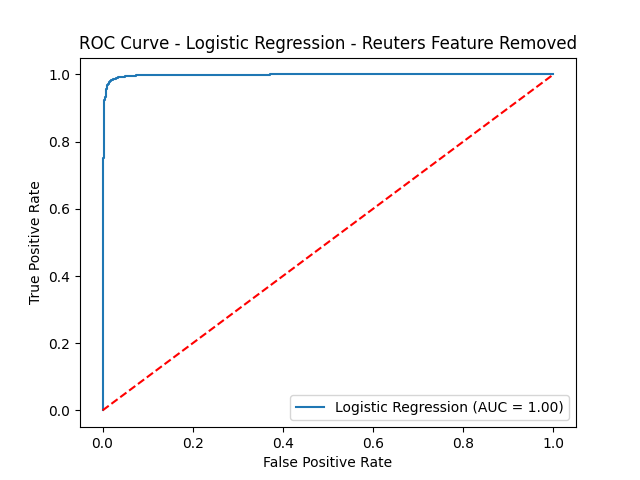 ROC Curve - Logistic Regression - Reuters Feature Removed
True Positive Rate
1.0
0.8
0.6
0.4
0.2
0.0
Logistic Regression (AUC = 1.00)
0.0 0.2 0.4 0.6 0.8 1.0
False Positive Rate